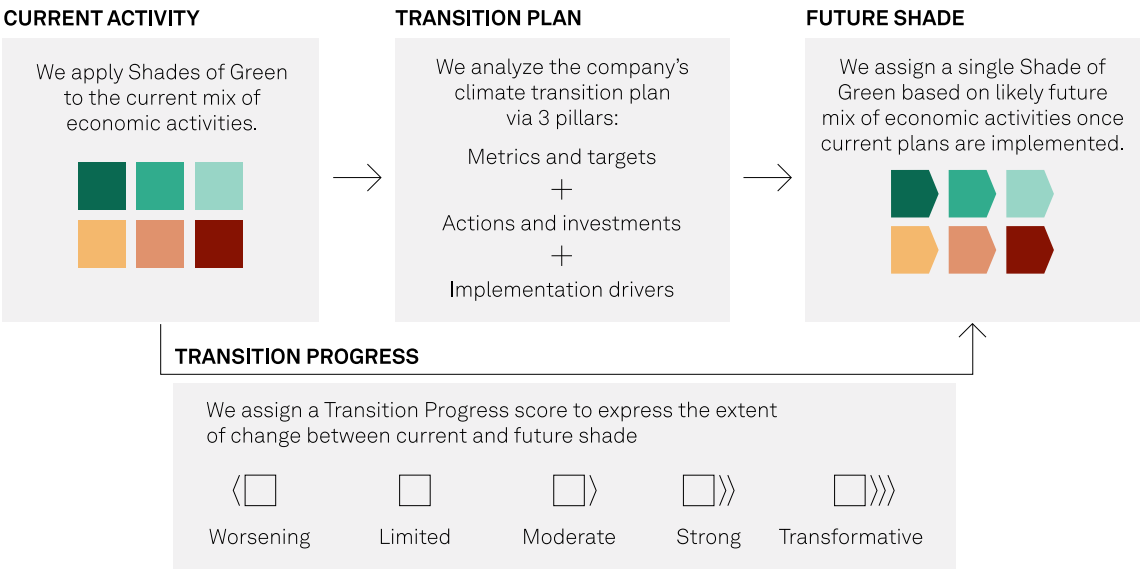 CURRENT ACTIVITY
We apply Shades of Green
to the current mix of
economic activities.
TRANSITION PLAN
We analyze the company's
climate transition plan
via 3 pillars:
Metrics and targets
+
Actions and investments
+
Implementation drivers
FUTURE SHADE
We assign a single Shade of
Green based on likely future
mix of economic activities once
current plans are implemented.
TRANSITION PROGRESS
We assign a Transition Progress score to express the extent
of change between current and future shade
Worsening
Limited
Moderate
Strong
Transformative